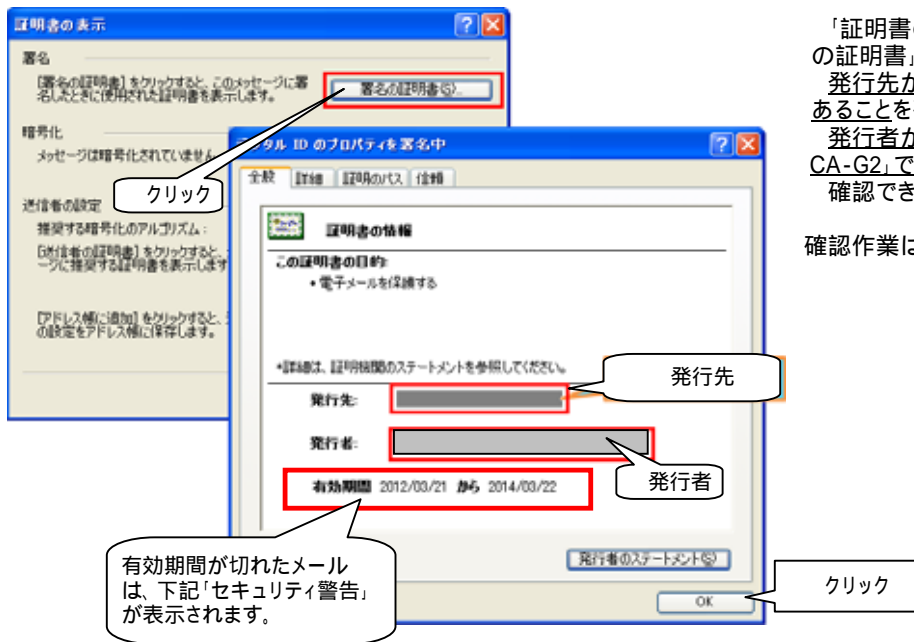 証明書の表示
署名
[署名の証明書] をクリックすると、このメッセージに署
名したときに使用された証明書を表示します。
署名の証明書(S)...
暗号化
メッセージは暗号化されていません
クリック
送信者の設定
推奨する暗号化のアルゴリズム :
[送信者の証明書] をクリックすると、
ージに推奨する証明書を表示します
[アドレス帳に追加] をクリックすると、
の設定をアドレス帳に保存します。
デジタル ID のプロパティを署名中
全般 詳細 証明のパス 信頼
証明書の情報
この証明書の目的:
・電子メールを保護する
*詳細は、証明機関のステートメントを参照してください。
発行先
発行先:
発行者:
発行者
有効期間 2012/03/21 から 2014/03/22
有効期間が切れたメール
は、下記「セキュリティ警告」
が表示されます。
発行者のステートメント(S)
OK
クリック
「証明書
の証明書」
発行先が
あることを
発行者が
CA-G2」で
確認でき
確認作業は